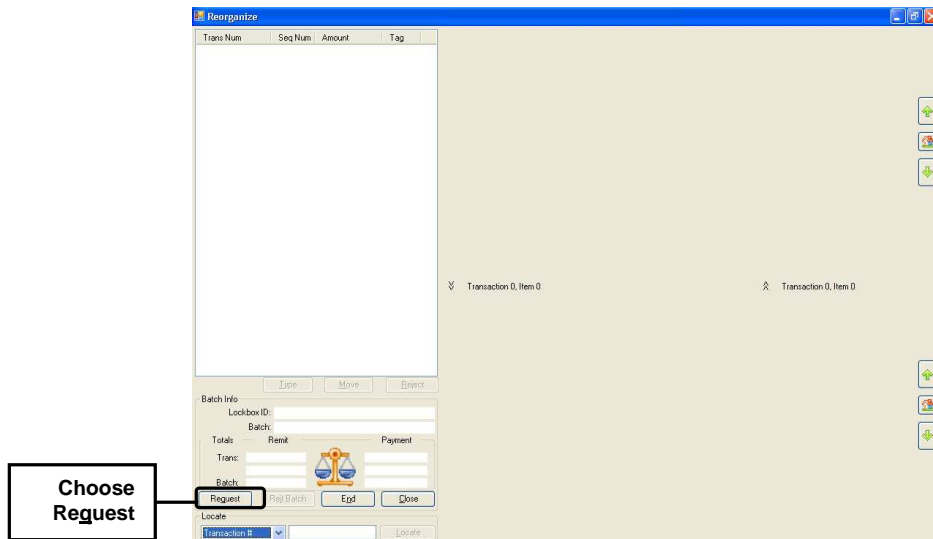 Reorganize
Trans Num Seq Num Amount Tag
Transaction 0, Item 0 Transaction 0, Item 0
Type Move Reject
Batch Info
Lockbox ID:
Batch:
Totals Remit Payment
Trans:
Batch:
Request Rejt Batch End Close
Choose
Request
Locate
Transaction # Locate